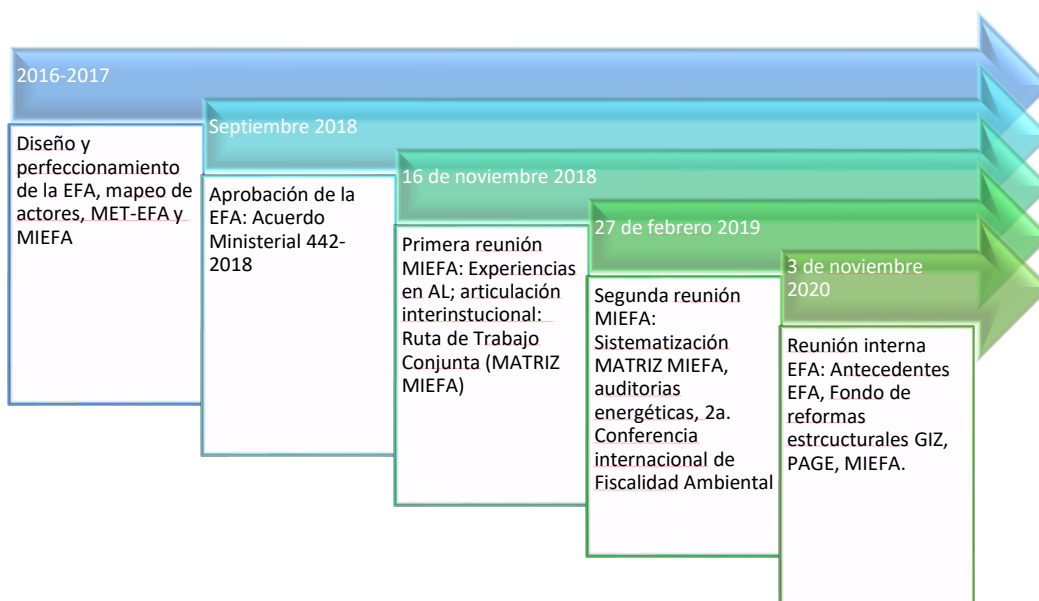 2016-2017
Diseño y
perfeccionamiento
de la EFA, mapeo de
actores, MET-EFA y
MIEFA
Septiembre 2018
Aprobación de la
EFA: Acuerdo
Ministerial 442-
2018
16 de noviembre 2018
Primera reunión
MIEFA: Experiencias
en AL; articulación
interinstucional:
Ruta de Trabajo
Conjunta (MATRIZ
MIEFA)
27 de febrero 2019
Segunda reunión
MIEFA:
Sistematización
MATRIZ MIEFA,
auditorias
energéticas, 2a.
Conferencia
internacional de
Fiscalidad Ambiental
3 de noviembre
2020
Reunión interna
EFA: Antecedentes
EFA, Fondo de
reformas
estrcucturales GIZ,
PAGE, MIEFA.